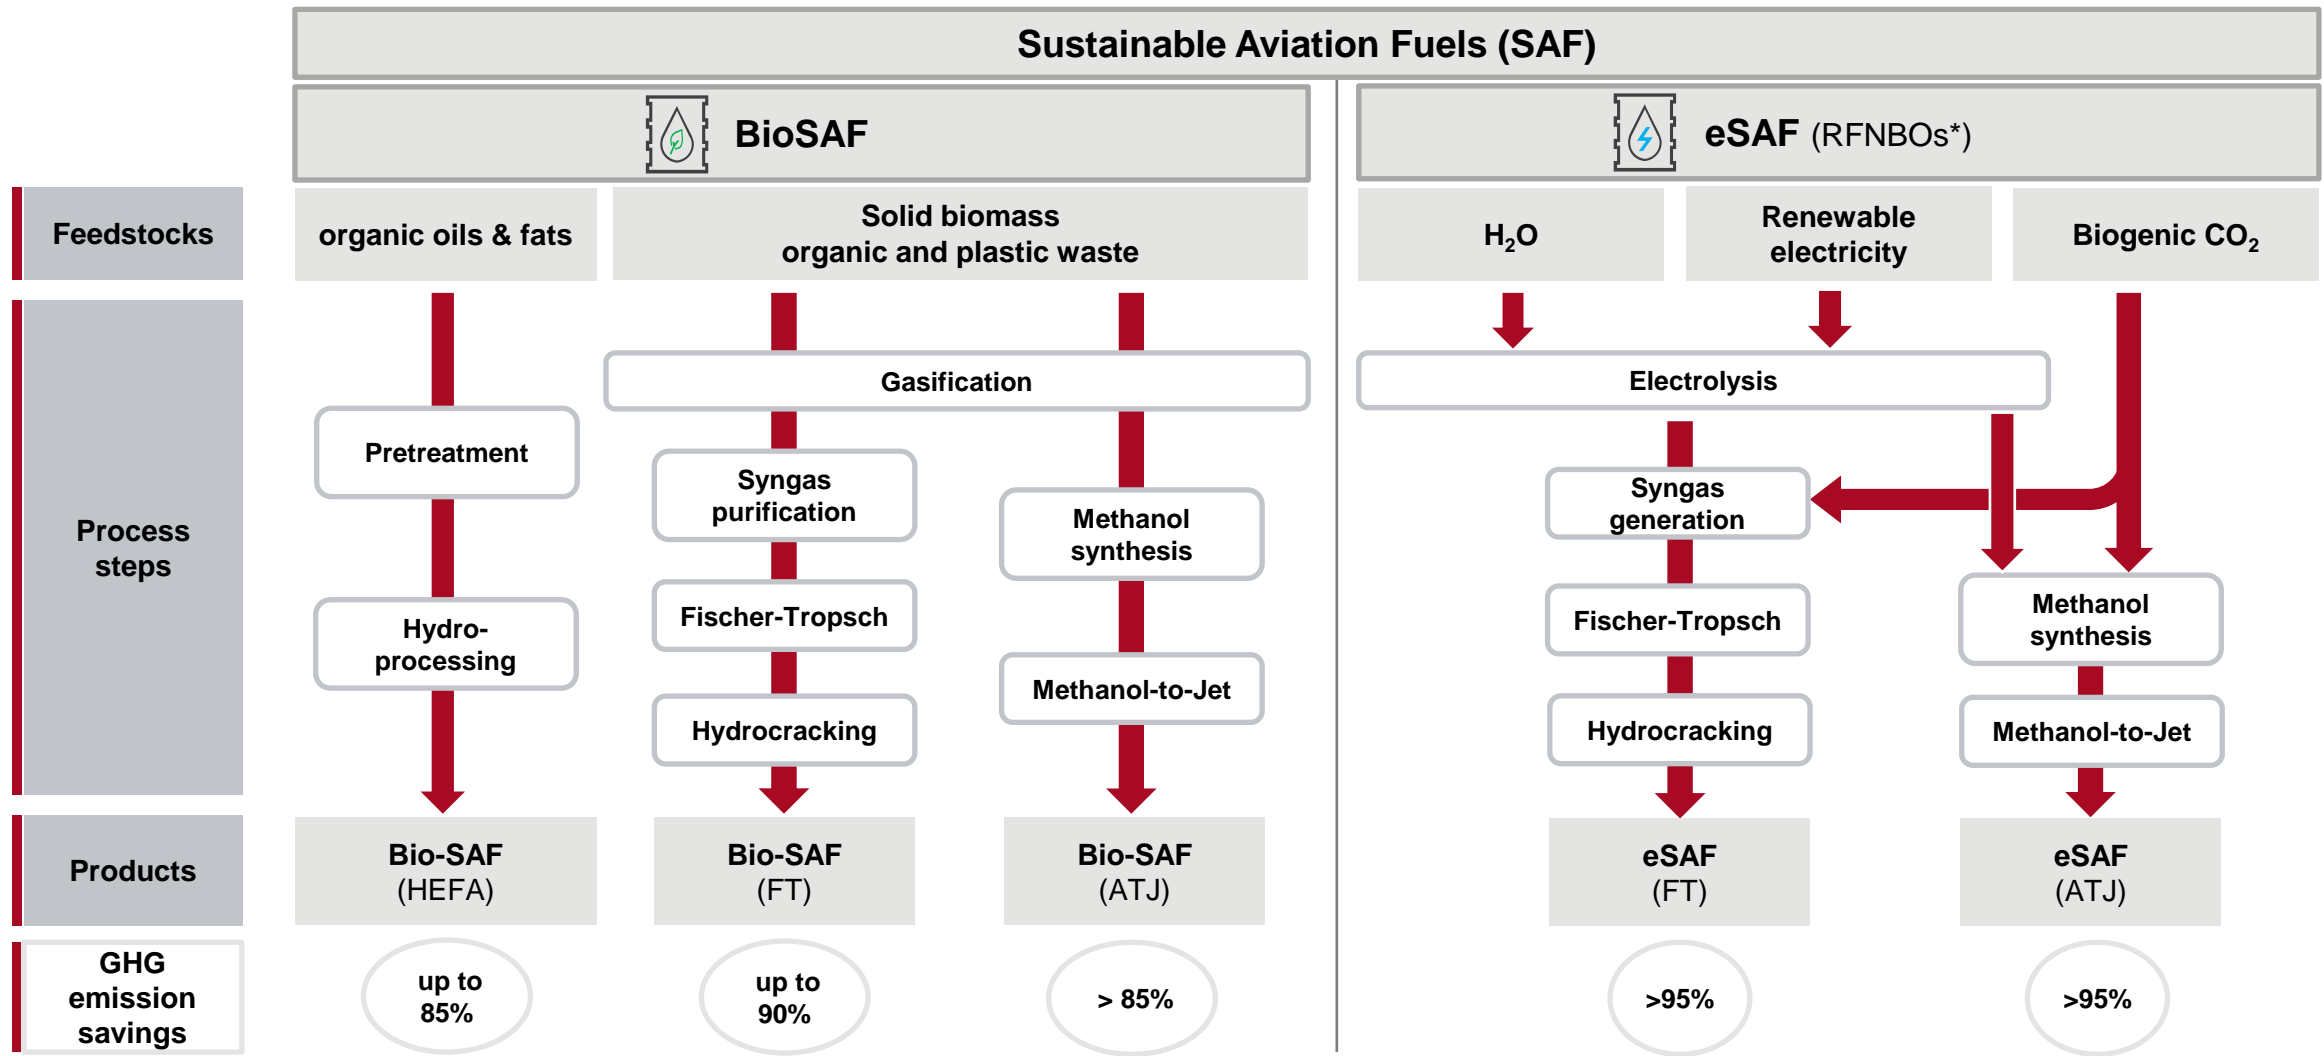 Sustainable Aviation Fuels (SAF)
BioSAF
eSAF (RFNBOs*)
Feedstocks
organic oils & fats
Solid biomass
organic and plastic waste
H₂O
Renewable
electricity
Biogenic CO₂
Process
steps
Gasification
Electrolysis
Pretreatment
Syngas
purification
Methanol
synthesis
Syngas
generation
Hydro-
processing
Fischer-Tropsch
Fischer-Tropsch
Methanol
synthesis
Hydrocracking
Methanol-to-Jet
Hydrocracking
Methanol-to-Jet
Products
Bio-SAF
(HEFA)
Bio-SAF
(FT)
Bio-SAF
(ATJ)
eSAF
(FT)
eSAF
(ATJ)
GHG
emission
savings
up to
85%
up to
90%
> 85%
>95%
>95%